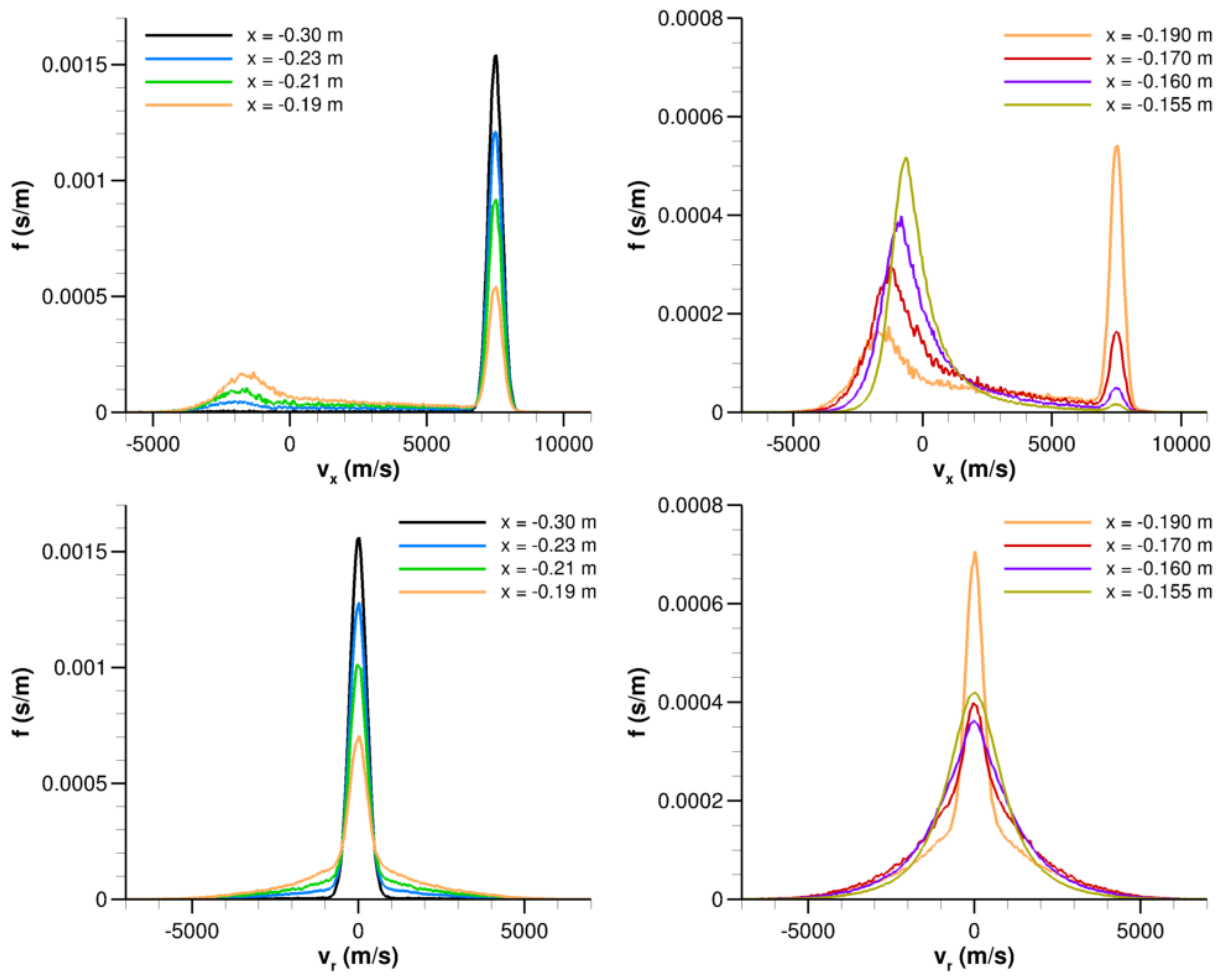 x = -0.30 m
x = -0.23 m
x = -0.21 m
x = -0.19 m
0.0015
0.001
0.0005
0
f (s/m)
-5000 0 5000 10000
v_x (m/s)
0.0008
0.0006
0.0004
0.0002
0
f (s/m)
x = -0.190 m
x = -0.170 m
x = -0.160 m
x = -0.155 m
-5000 0 5000 10000
v_x (m/s)
0.0015
0.001
0.0005
0
f (s/m)
x = -0.30 m
x = -0.23 m
x = -0.21 m
x = -0.19 m
-5000 0 5000
v_r (m/s)
0.0008
0.0006
0.0004
0.0002
0
f (s/m)
x = -0.190 m
x = -0.170 m
x = -0.160 m
x = -0.155 m
-5000 0 5000
v_r (m/s)